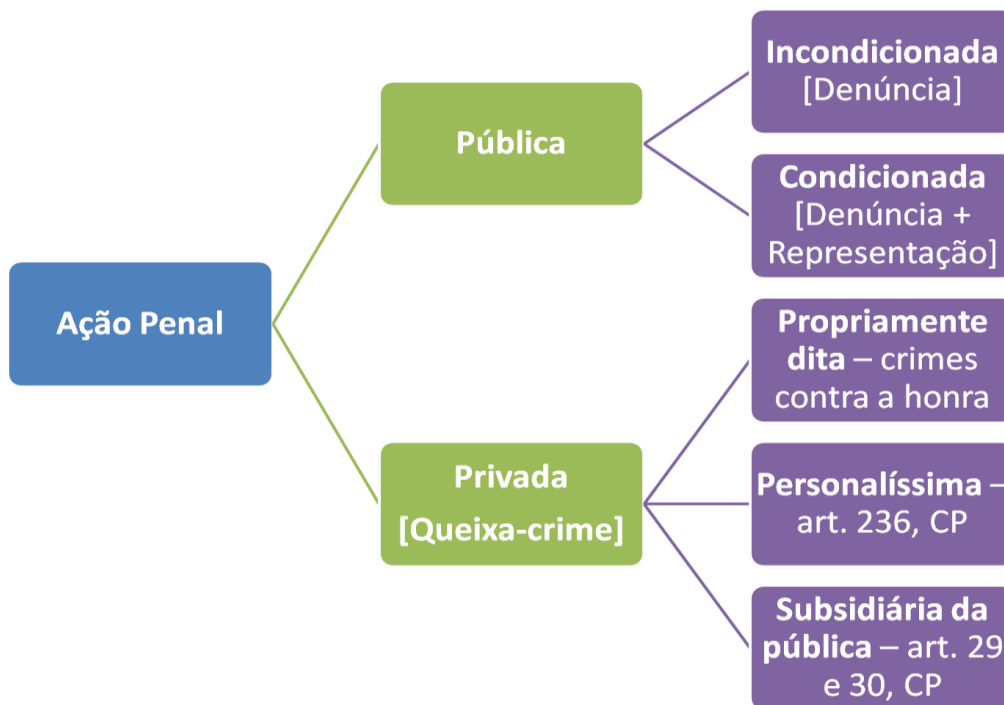 Ação Penal
Pública
Incondicionada
[Denúncia]
Condicionada
[Denúncia +
Representação]
Privada
[Queixa-crime]
Propriamente
dita – crimes
contra a honra
Personalíssima –
art. 236, CP
Subsidiária da
pública – art. 29
e 30, CP